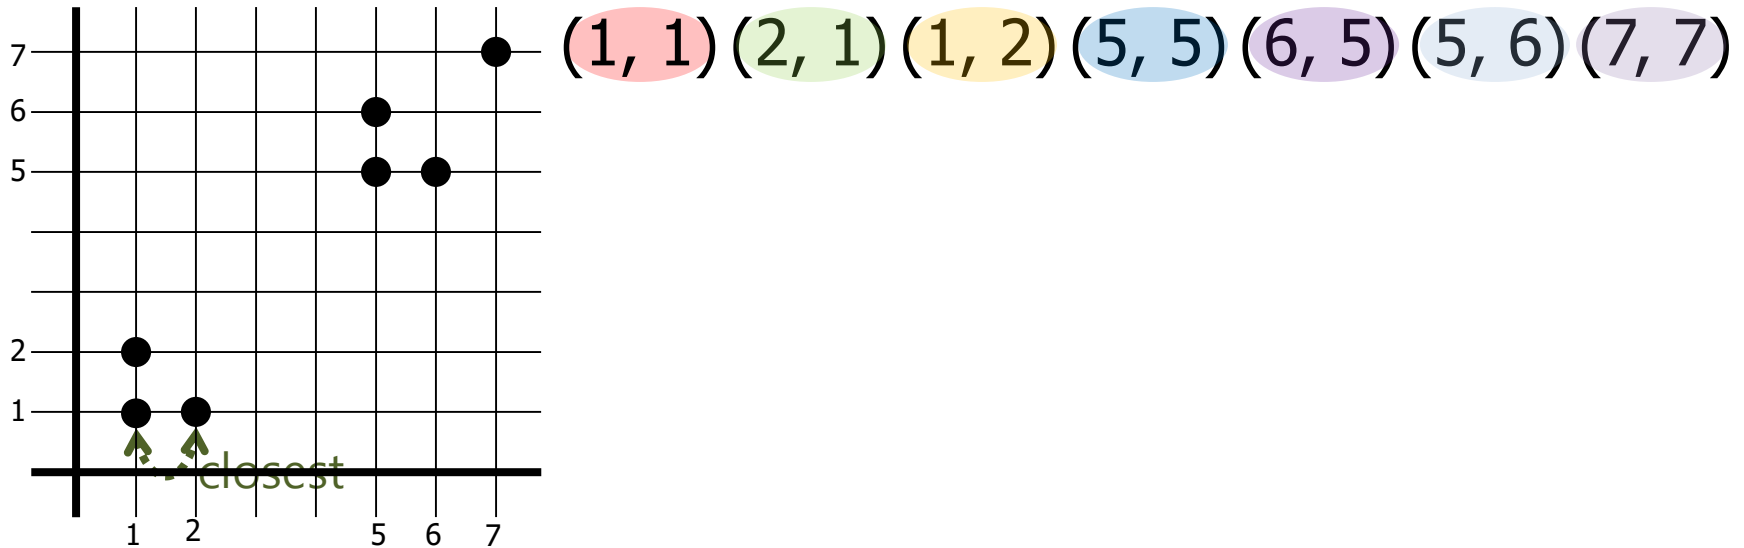 (1, 1) (2, 1) (1, 2) (5, 5) (6, 5) (5, 6) (7, 7)
7
6
5
2
1
closest
1 2 5 6 7